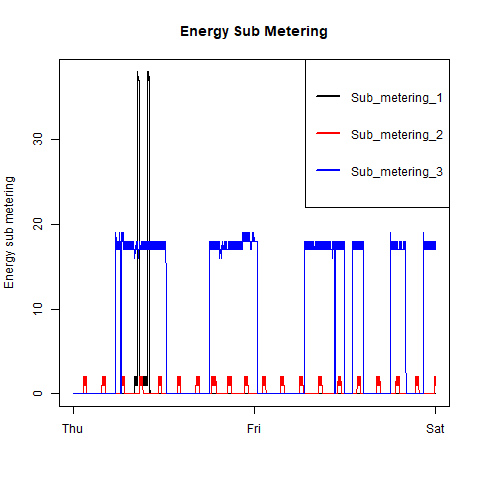 Energy Sub Metering
Energy sub metering
30
20
10
0
Thu
Fri
Sat
Sub_metering_1
Sub_metering_2
Sub_metering_3